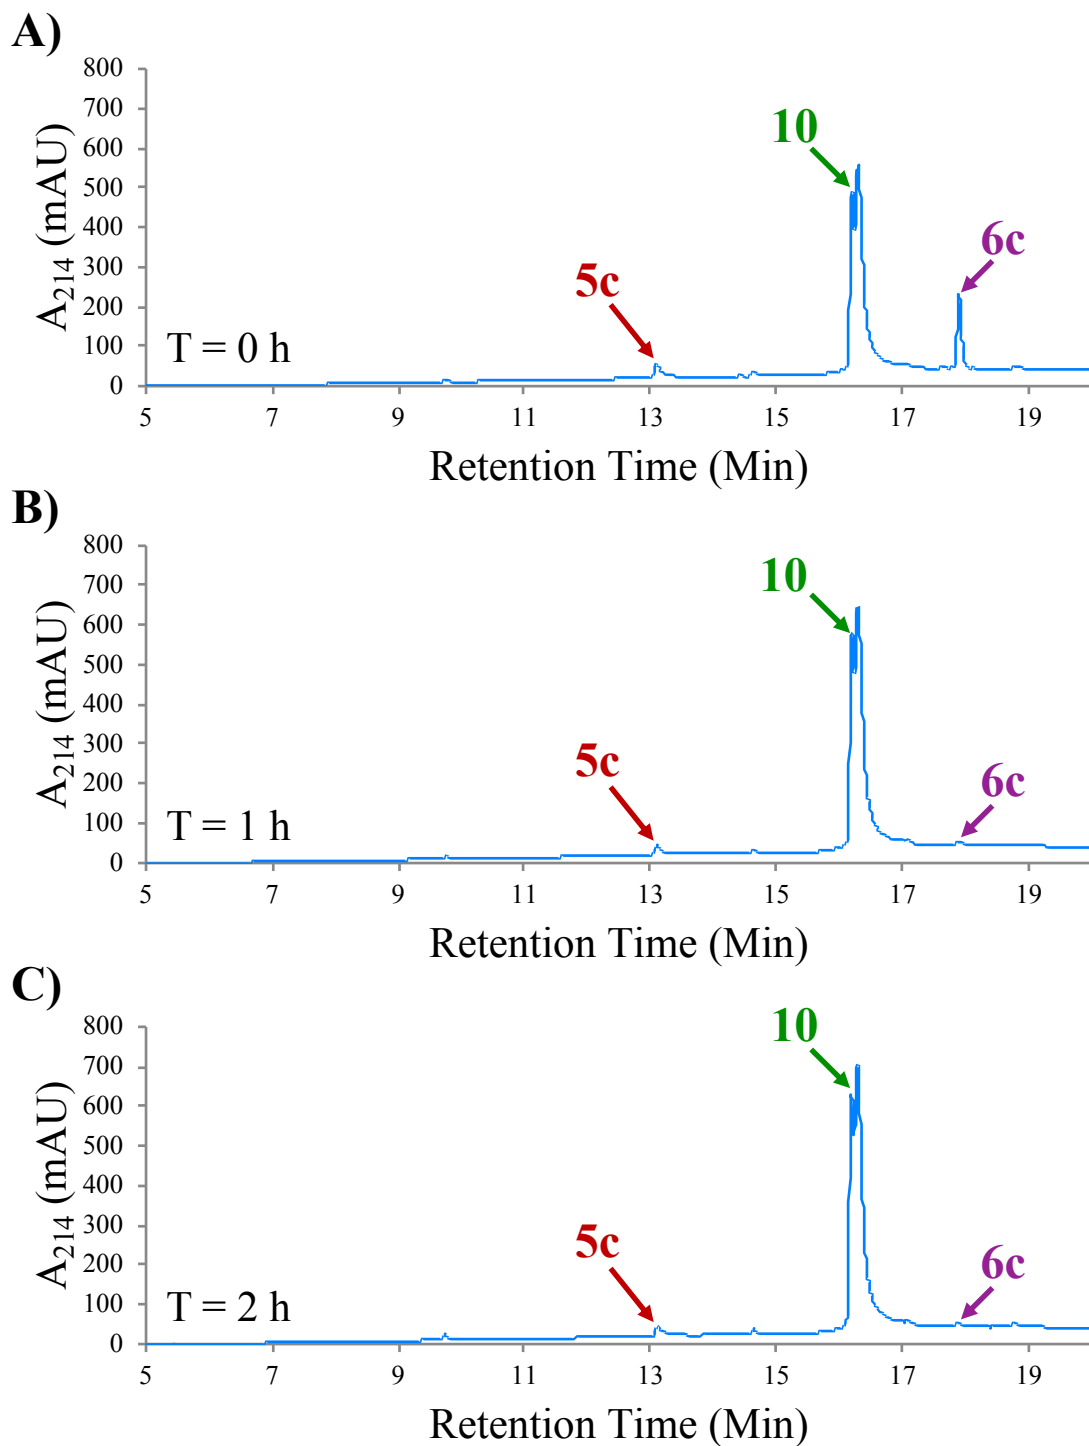 A)
800
700
600
500
400
300
200
100
0
A214 (mAU)
10
6c
5c
T = 0 h
5 7 9 11 13 15 17 19
Retention Time (Min)
B)
800
700
600
500
400
300
200
100
0
A214 (mAU)
10
5c
6c
T = 1 h
5 7 9 11 13 15 17 19
Retention Time (Min)
C)
800
700
600
500
400
300
200
100
0
A214 (mAU)
10
5c
6c
T = 2 h
5 7 9 11 13 15 17 19
Retention Time (Min)